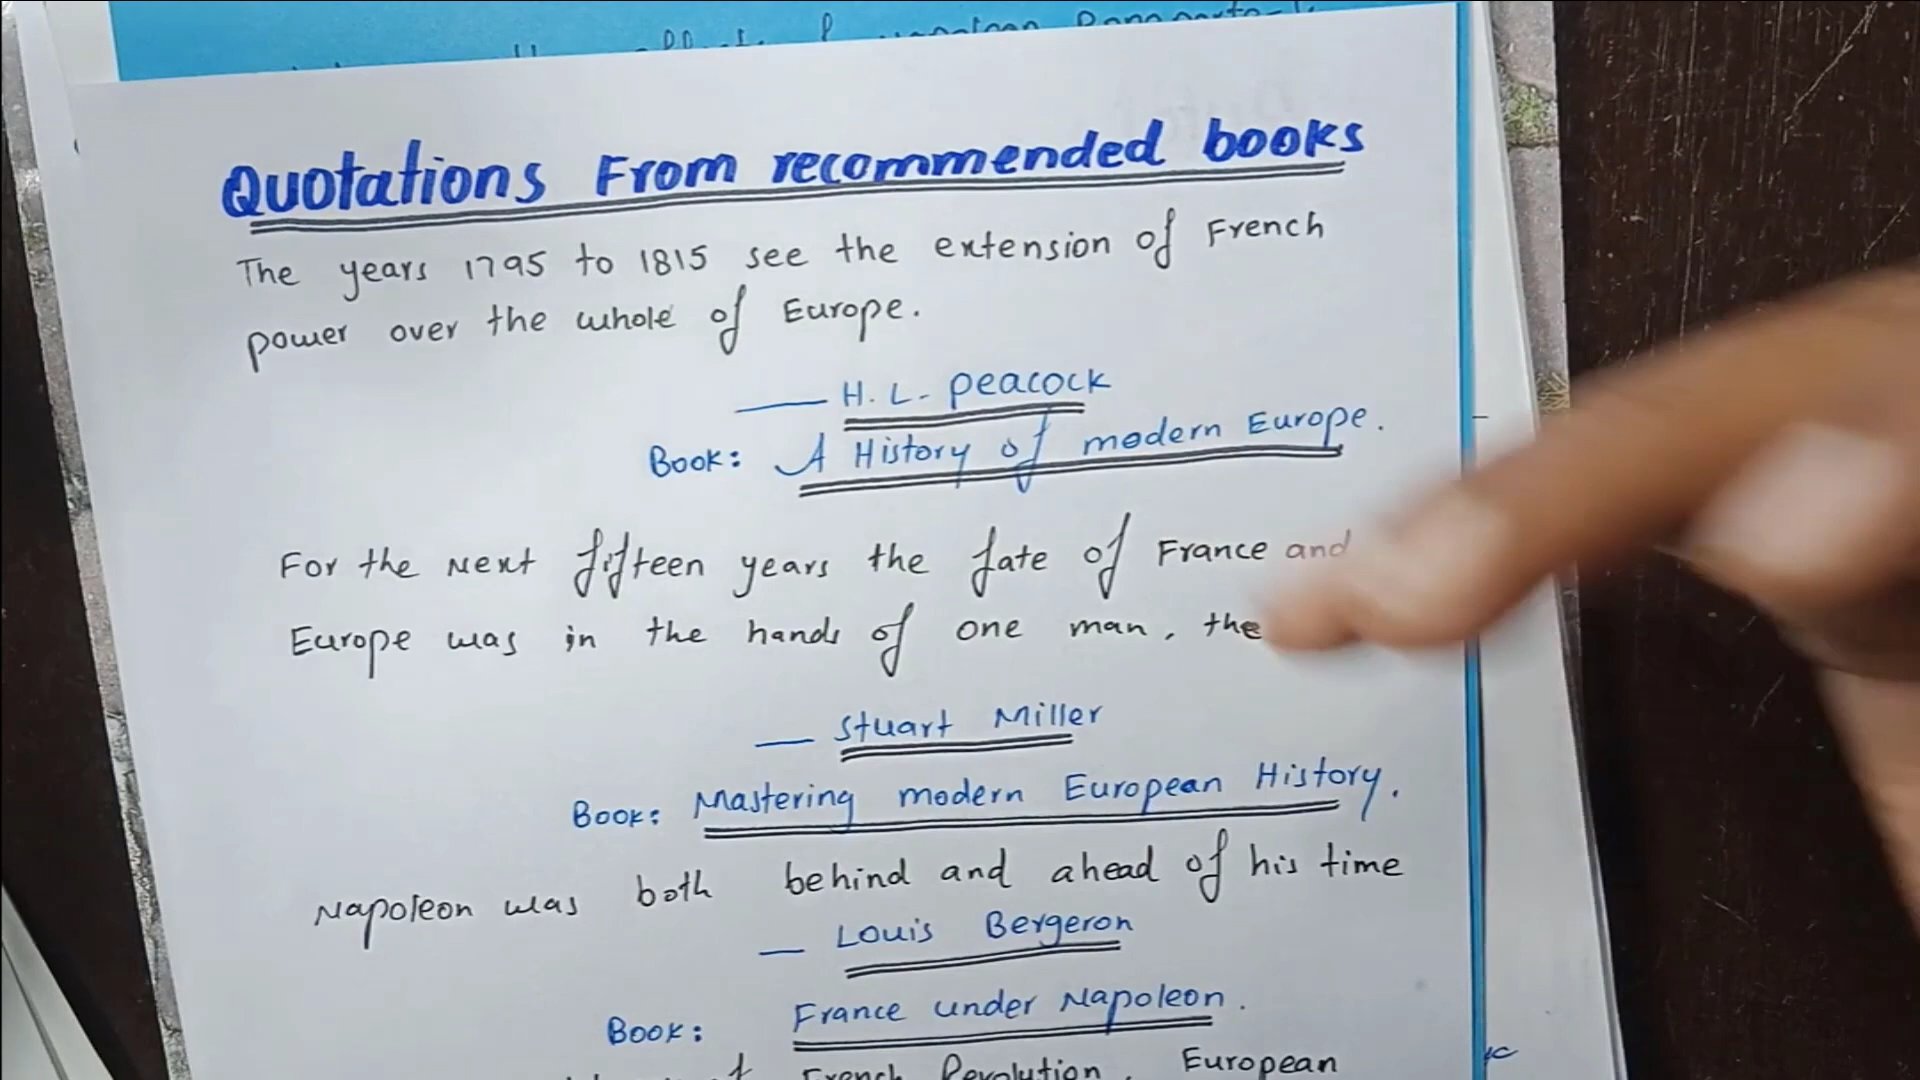 Quotations From recommended books
The years 1795 to 1815 see the extension of French
power over the whole of Europe.
— H. L. Peacock
Book: A History of modern Europe.
For the Next fifteen years the fate of France and
Europe was in the hands of one man, the
— Stuart Miller
Book: Mastering modern European History.
Napoleon was both behind and ahead of his time
— Louis Bergeron
Book: France under Napoleon.
French Revolution, European